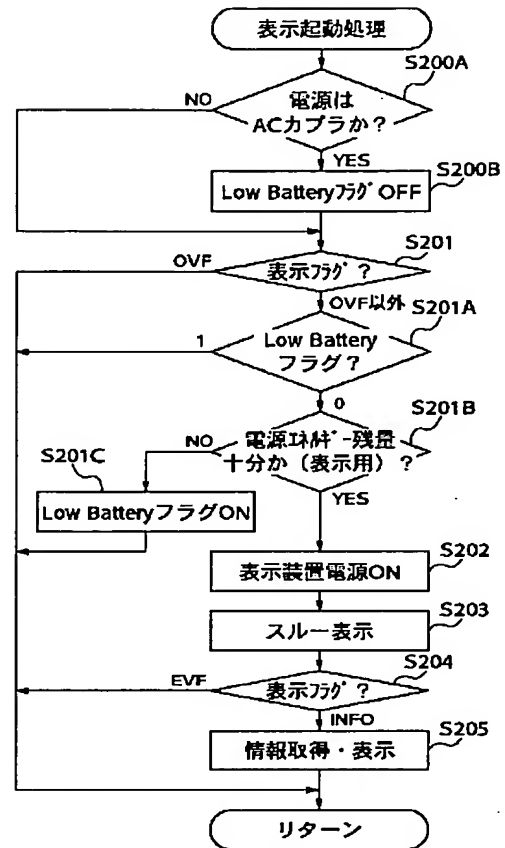 表示起動処理
S200A
電源は
ACカプラか？
NO
YES
S200B
Low Batteryﾌﾗｸﾞ OFF
S201
表示ﾌﾗｸﾞ？
OVF
OVF以外
S201A
Low Battery
フラグ？
1
0
S201B
電源ｴﾈﾙｷﾞｰ残量
十分か（表示用）？
NO
YES
S201C
Low BatteryフラグON
S202
表示装置電源ON
S203
スルー表示
S204
表示ﾌﾗｸﾞ？
EVF
INFO
S205
情報取得・表示
リターン